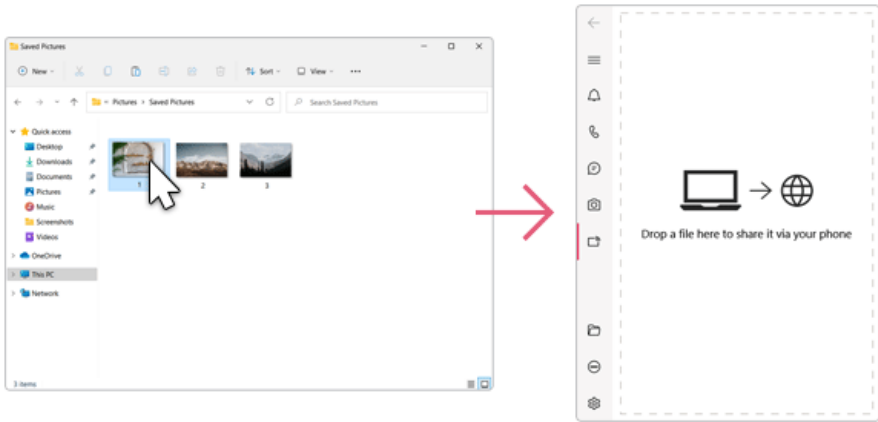 Saved Pictures
New
Sort
View
Pictures > Saved Pictures
Search Saved Pictures
Quick access
Desktop
Downloads
Documents
Pictures
Music
Screenshots
Videos
OneDrive
This PC
Network
1
2
3
3 items
Drop a file here to share it via your phone